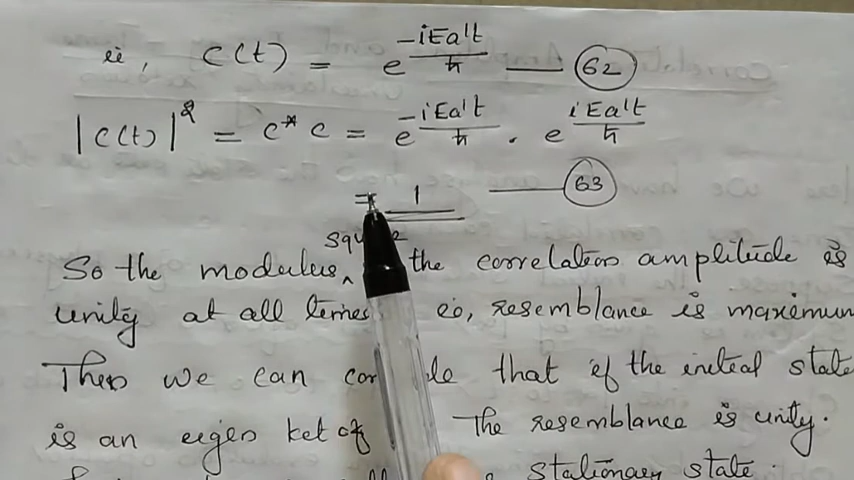 ie, C(t) = e^{-iEa't/ħ} — (62)
|C(t)|² = C* C = e^{-iEa't/ħ} . e^{iEa't/ħ}
= 1 — (63)
So the modulus the correlation amplitude is
unity at all times ie, resemblance is maximum
Then we can that if the initial state
is an eigen ket of The resemblance is unity.
stationary state.